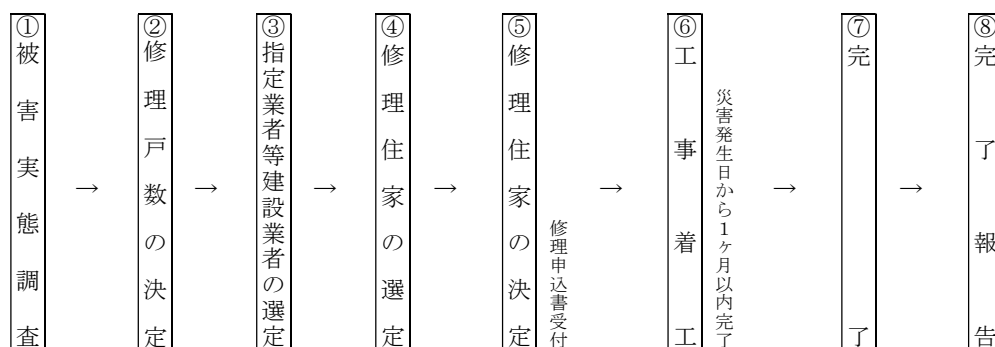 ①被害実態調査
→
②修理戸数の決定
→
③指定業者等建設業者の選定
→
④修理住家の選定
→
⑤修理住家の決定
修理申込書受付
→
⑥工事着工
災害発生日から1ヶ月以内完了
→
⑦完了
→
⑧完了報告